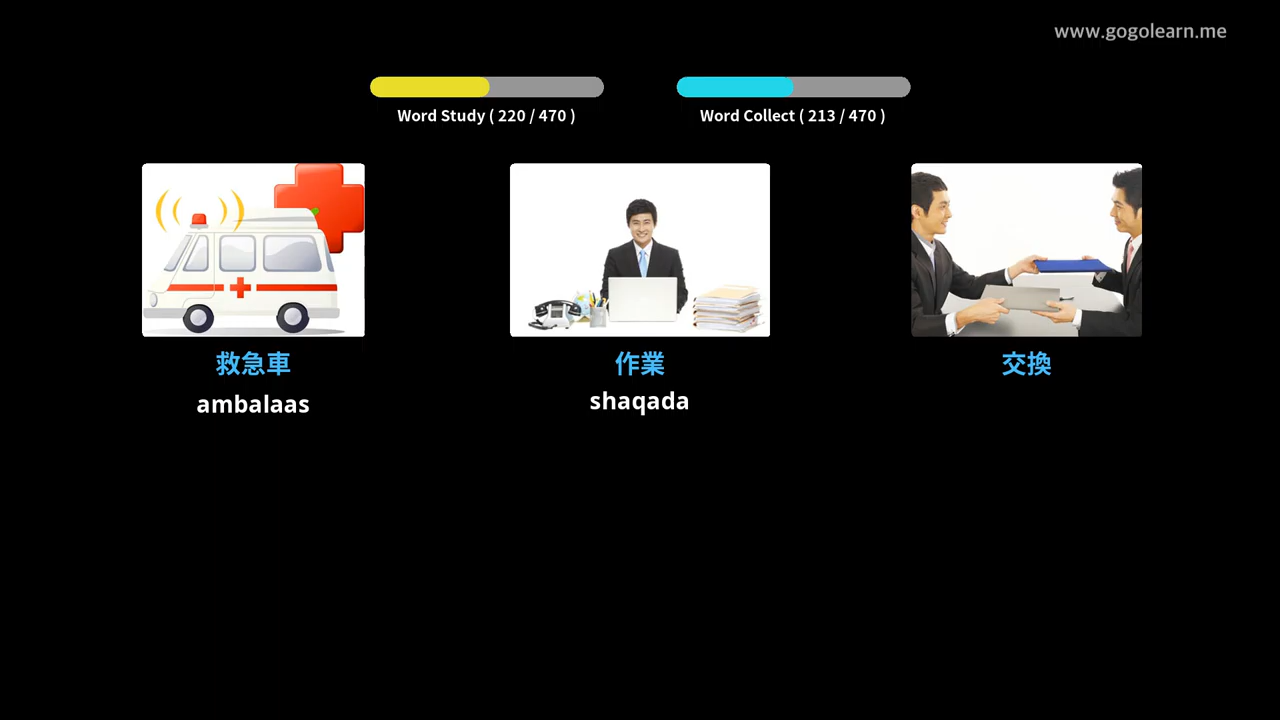 www.gogolearn.me
Word Study ( 220 / 470 )
Word Collect ( 213 / 470 )
救急車
作業
交換
ambalaas
shaqada